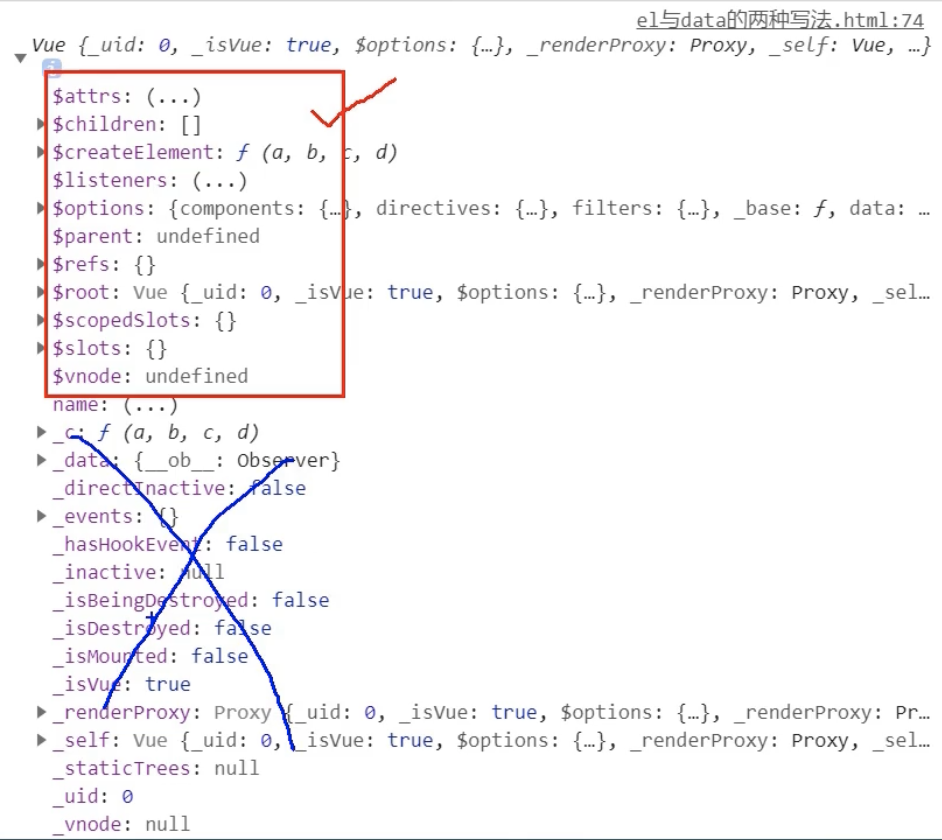 el与data的两种写法.html:74
Vue {_uid: 0, _isVue: true, $options: {…}, _renderProxy: Proxy, _self: Vue, …}
i
$attrs: (...)
$children: []
$createElement: ƒ (a, b, c, d)
$listeners: (...)
$options: {components: {…}, directives: {…}, filters: {…}, _base: ƒ, data: …
$parent: undefined
$refs: {}
$root: Vue {_uid: 0, _isVue: true, $options: {…}, _renderProxy: Proxy, _sel…
$scopedSlots: {}
$slots: {}
$vnode: undefined
name: (...)
_c: ƒ (a, b, c, d)
_data: {__ob__: Observer}
_directInactive: false
_events: {}
_hasHookEvent: false
_inactive: null
_isBeingDestroyed: false
_isDestroyed: false
_isMounted: false
_isVue: true
_renderProxy: Proxy {_uid: 0, _isVue: true, $options: {…}, _renderProxy: Pr…
_self: Vue {_uid: 0, _isVue: true, $options: {…}, _renderProxy: Proxy, _sel…
_staticTrees: null
_uid: 0
_vnode: null